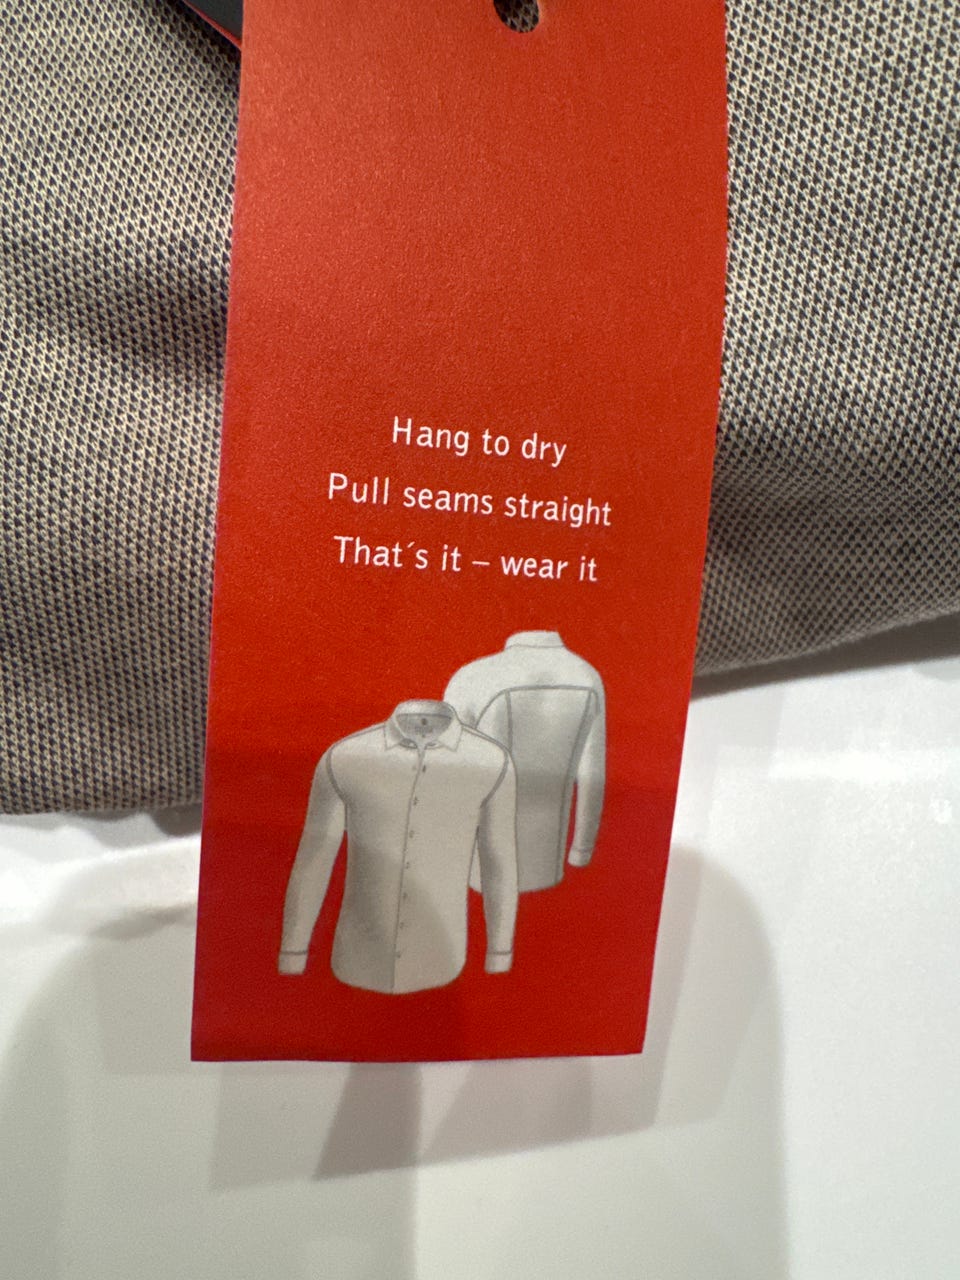 Hang to dry
Pull seams straight
That´s it – wear it